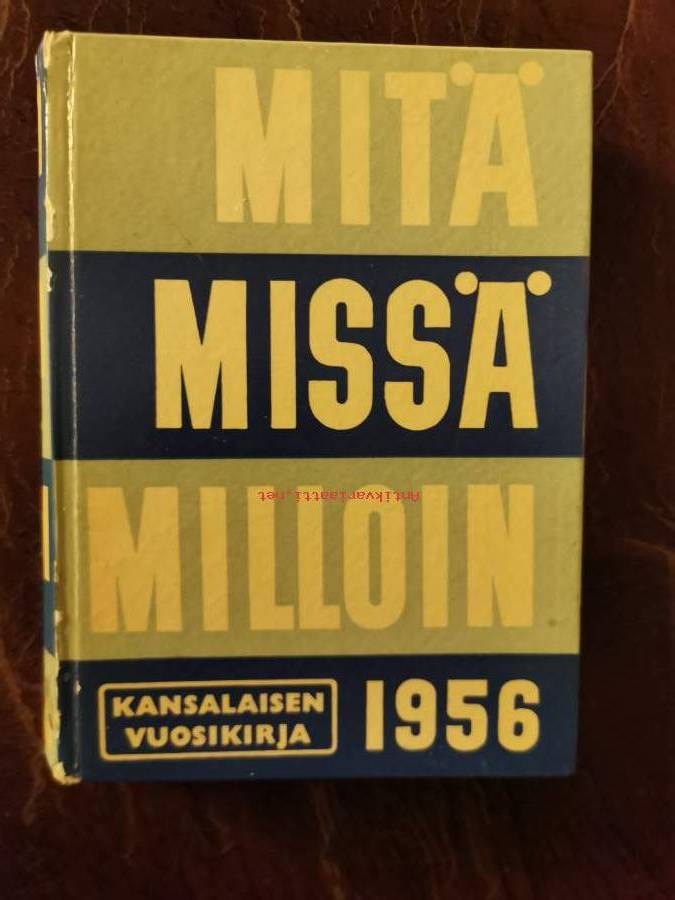 MITÄ
MISSÄ
Antikvariaatti.net
MILLOIN
KANSALAISEN
VUOSIKIRJA
1956